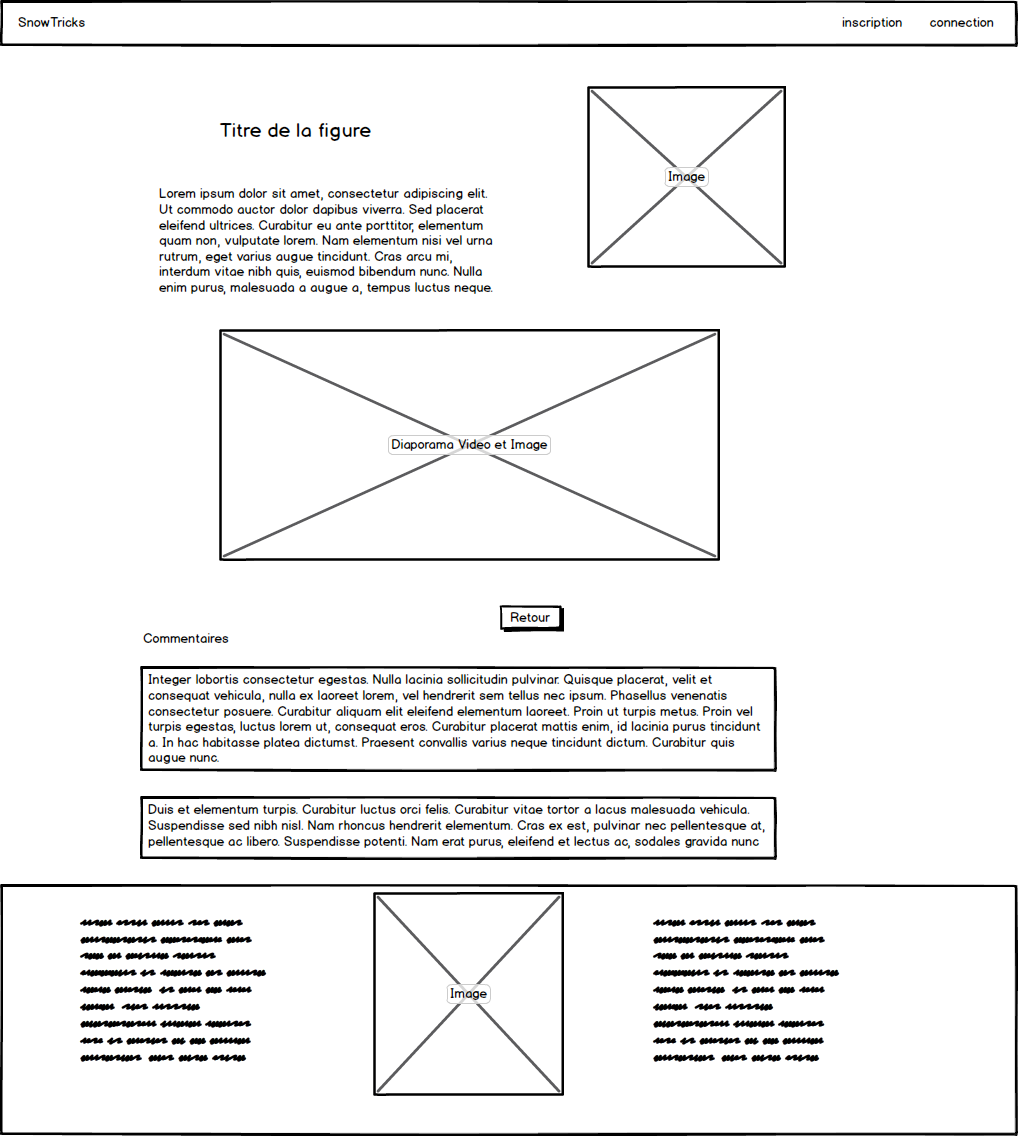 SnowTricks
inscription
connection
Titre de la figure
Image
Lorem ipsum dolor sit amet, consectetur adipiscing elit.
Ut commodo auctor dolor dapibus viverra. Sed placerat
eleifend ultrices. Curabitur eu ante porttitor, elementum
quam non, vulputate lorem. Nam elementum nisi vel urna
rutrum, eget varius augue tincidunt. Cras arcu mi,
interdum vitae nibh quis, euismod bibendum nunc. Nulla
enim purus, malesuada a augue a, tempus luctus neque.
Diaporama Video et Image
Retour
Commentaires
Integer lobortis consectetur egestas. Nulla lacinia sollicitudin pulvinar. Quisque placerat, velit et
consequat vehicula, nulla ex laoreet lorem, vel hendrerit sem tellus nec ipsum. Phasellus venenatis
consectetur posuere. Curabitur aliquam elit eleifend elementum laoreet. Proin ut turpis metus. Proin vel
turpis egestas, luctus lorem ut, consequat eros. Curabitur placerat mattis enim, id lacinia purus tincidunt
a. In hac habitasse platea dictumst. Praesent convallis varius neque tincidunt dictum. Curabitur quis
augue nunc.
Duis et elementum turpis. Curabitur luctus orci felis. Curabitur vitae tortor a lacus malesuada vehicula.
Suspendisse sed nibh nisl. Nam rhoncus hendrerit elementum. Cras ex est, pulvinar nec pellentesque at,
pellentesque ac libero. Suspendisse potenti. Nam erat purus, eleifend et lectus ac, sodales gravida nunc
Image